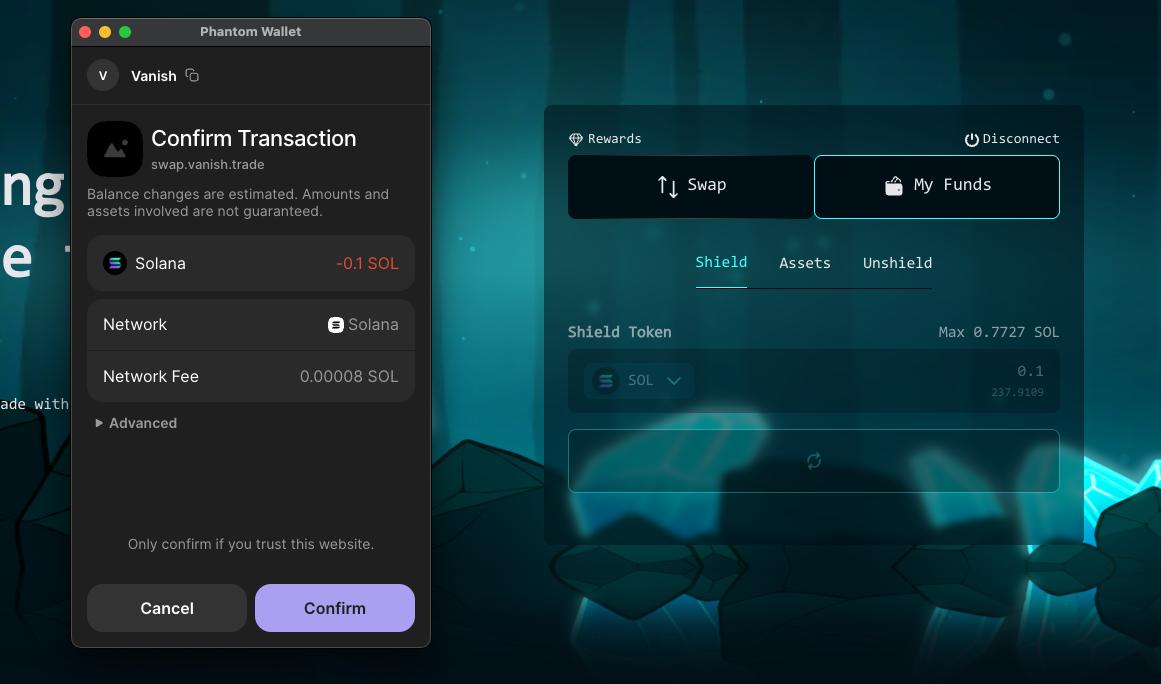 Phantom Wallet
V
Vanish
Confirm Transaction
swap.vanish.trade
Balance changes are estimated. Amounts and
assets involved are not guaranteed.
Solana
-0.1 SOL
Network
Solana
Network Fee
0.00008 SOL
Advanced
Only confirm if you trust this website.
Cancel
Confirm
ng
e
ade with
Rewards
Disconnect
Swap
My Funds
Shield
Assets
Unshield
Shield Token
Max 0.7727 SOL
SOL
0.1
237.9109